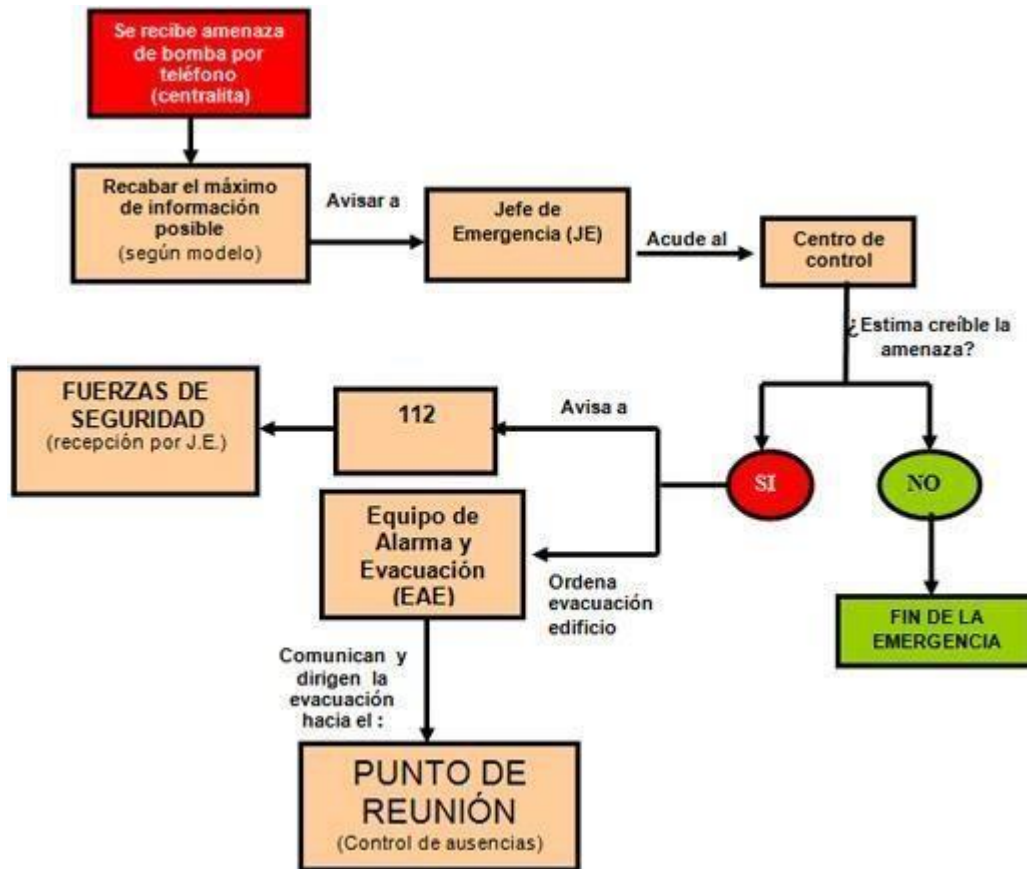 Se recibe amenaza
de bomba por
teléfono
(centralita)
Recabar el máximo
de información
posible
(según modelo)
Avisar a
Jefe de
Emergencia (JE)
Acude al
Centro de
control
¿Estima creíble la
amenaza?
FUERZAS DE
SEGURIDAD
(recepción por J.E.)
112
Avisa a
SI
NO
Equipo de
Alarma y
Evacuación
(EAE)
Ordena
evacuación
edificio
FIN DE LA
EMERGENCIA
Comunican y
dirigen la
evacuación
hacia el :
PUNTO DE
REUNIÓN
(Control de ausencias)